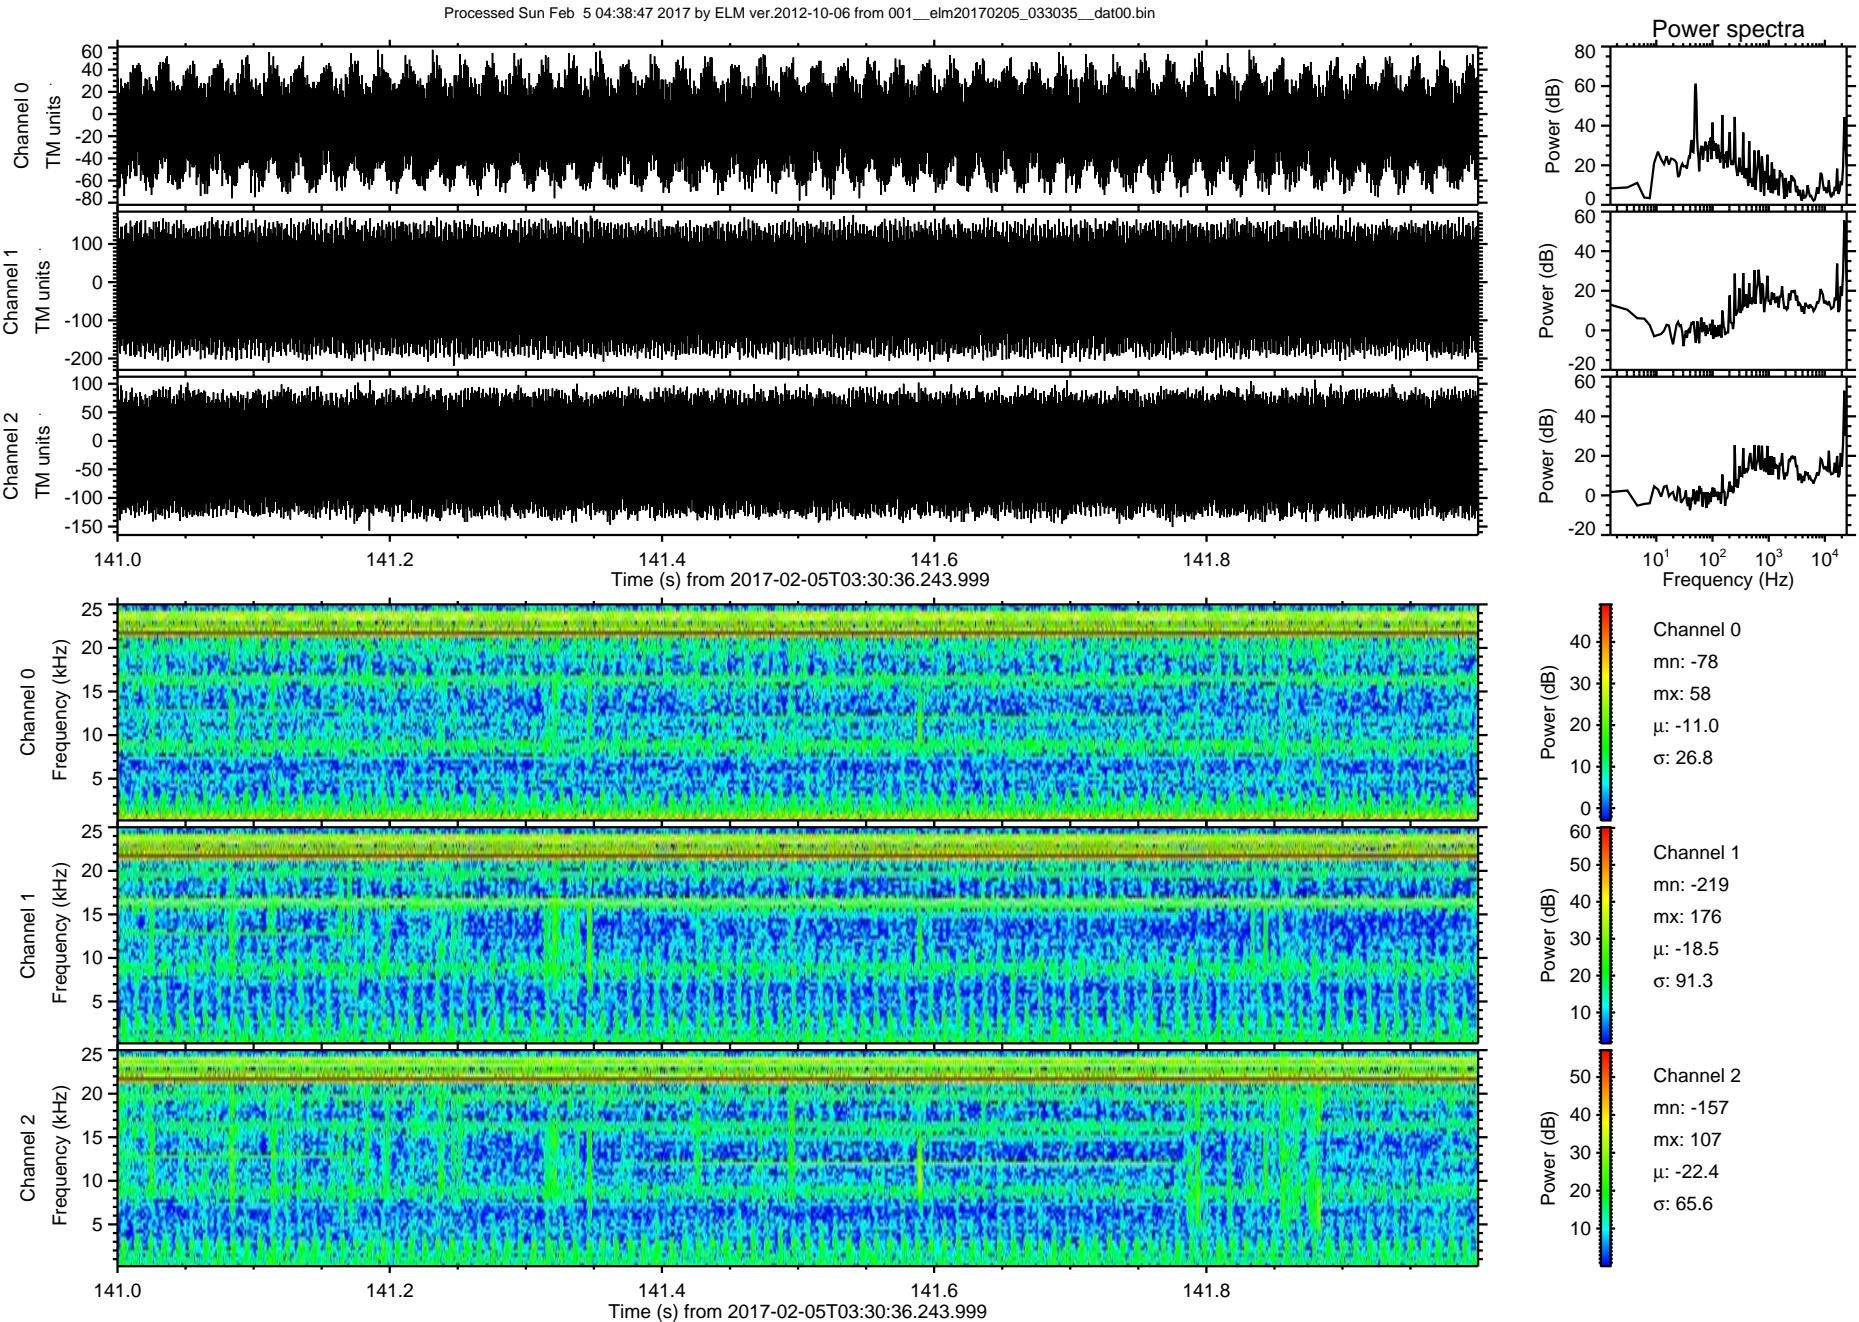 Processed Sun Feb  5 04:38:47 2017 by ELM ver.2012-10-06 from 001__elm20170205_033035__dat00.bin
Power spectra
Channel 0
TM units
60
40
20
0
-20
-40
-60
-80
Power (dB)
80
60
40
20
0
Channel 1
TM units
100
0
-100
-200
Power (dB)
60
40
20
0
-20
Channel 2
TM units
100
50
0
-50
-100
-150
Power (dB)
60
40
20
0
-20
141.0 141.2 141.4 141.6 141.8
Time (s) from 2017-02-05T03:30:36.243.999
10^1 10^2 10^3 10^4
Frequency (Hz)
Channel 0
Frequency (kHz)
25
20
15
10
5
Power (dB)
40
30
20
10
0
Channel 0
mn: -78
mx: 58
μ: -11.0
σ: 26.8
Channel 1
Frequency (kHz)
25
20
15
10
5
Power (dB)
60
50
40
30
20
10
Channel 1
mn: -219
mx: 176
μ: -18.5
σ: 91.3
Channel 2
Frequency (kHz)
25
20
15
10
5
Power (dB)
50
40
30
20
10
Channel 2
mn: -157
mx: 107
μ: -22.4
σ: 65.6
141.0 141.2 141.4 141.6 141.8
Time (s) from 2017-02-05T03:30:36.243.999